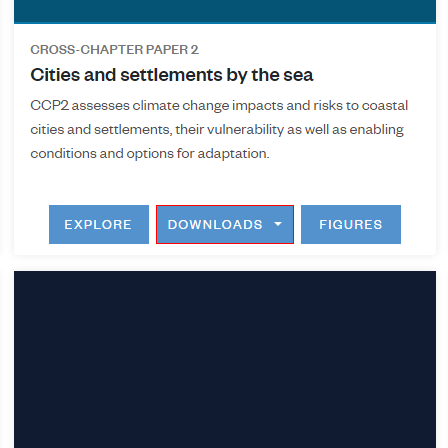 CROSS-CHAPTER PAPER 2
Cities and settlements by the sea
CCP2 assesses climate change impacts and risks to coastal
cities and settlements, their vulnerability as well as enabling
conditions and options for adaptation.
EXPLORE DOWNLOADS FIGURES